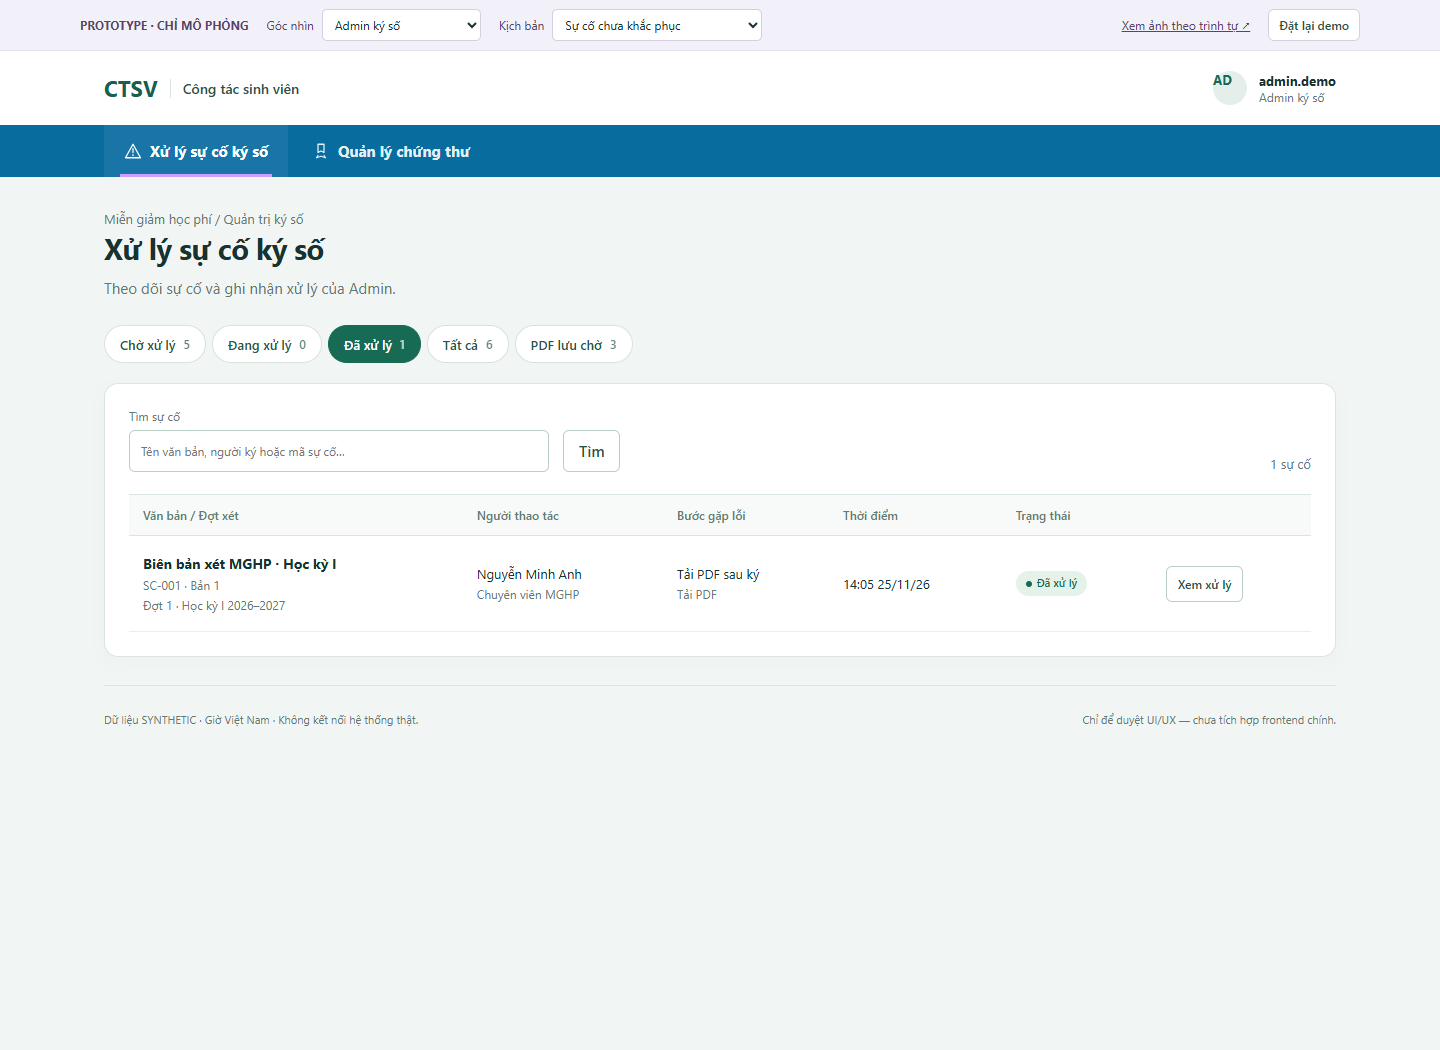 PROTOTYPE · CHỈ MÔ PHỎNG Góc nhìn Admin ký số Kịch bản Sự cố chưa khắc phục Xem ảnh theo trình tự ↗ Đặt lại demo
CTSV Công tác sinh viên AD admin.demo
Admin ký số
Xử lý sự cố ký số Quản lý chứng thư
Miễn giảm học phí / Quản trị ký số
Xử lý sự cố ký số
Theo dõi sự cố và ghi nhận xử lý của Admin.
Chờ xử lý 5 Đang xử lý 0 Đã xử lý 1 Tất cả 6 PDF lưu chờ 3
Tìm sự cố
Tên văn bản, người ký hoặc mã sự cố... Tìm
1 sự cố
Văn bản / Đợt xét Người thao tác Bước gặp lỗi Thời điểm Trạng thái
Biên bản xét MGHP · Học kỳ I
SC-001 · Bản 1
Đợt 1 · Học kỳ I 2026–2027
Nguyễn Minh Anh
Chuyên viên MGHP
Tải PDF sau ký
Tải PDF
14:05 25/11/26
Đã xử lý
Xem xử lý
Dữ liệu SYNTHETIC · Giờ Việt Nam · Không kết nối hệ thống thật. Chỉ để duyệt UI/UX — chưa tích hợp frontend chính.